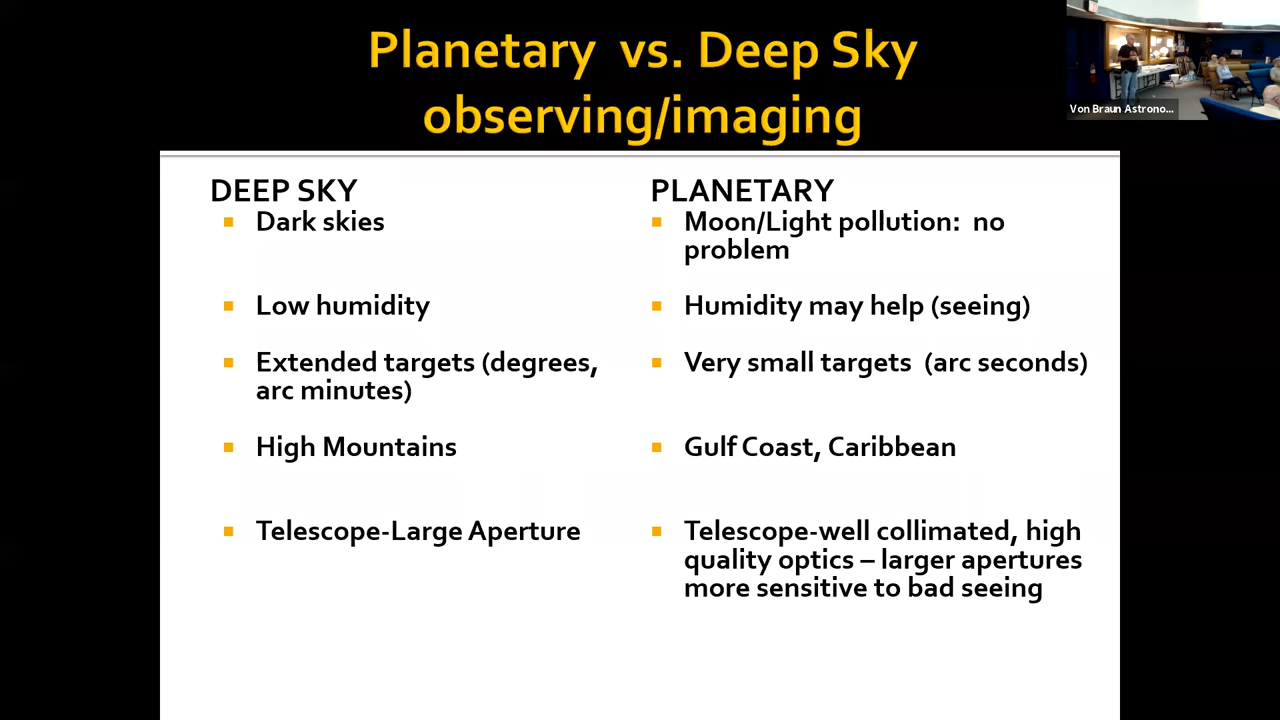 Planetary vs. Deep Sky
observing/imaging
Von Braun Astrono...
DEEP SKY
Dark skies
Low humidity
Extended targets (degrees,
arc minutes)
High Mountains
Telescope-Large Aperture
PLANETARY
Moon/Light pollution: no
problem
Humidity may help (seeing)
Very small targets (arc seconds)
Gulf Coast, Caribbean
Telescope-well collimated, high
quality optics – larger apertures
more sensitive to bad seeing